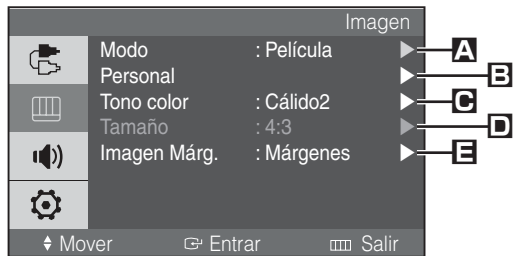 Imagen
Modo : Película A
Personal B
Tono color : Cálido2 C
Tamaño : 4:3 D
Imagen Márg. : Márgenes E
Mover Entrar Salir